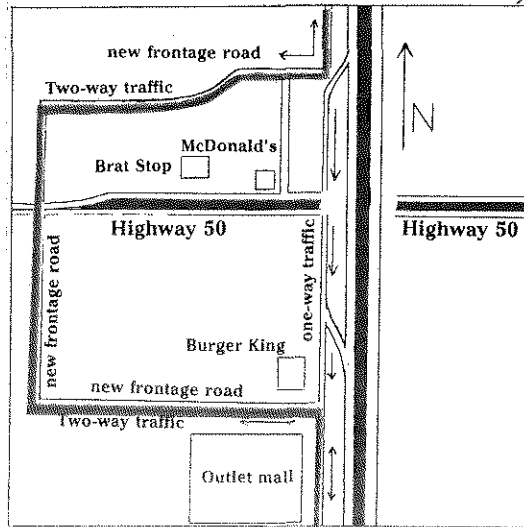 new frontage road
Two-way traffic
N
McDonald's
Brat Stop
Highway 50
Highway 50
new frontage road
one-way traffic
Burger King
new frontage road
Two-way traffic
Outlet mall